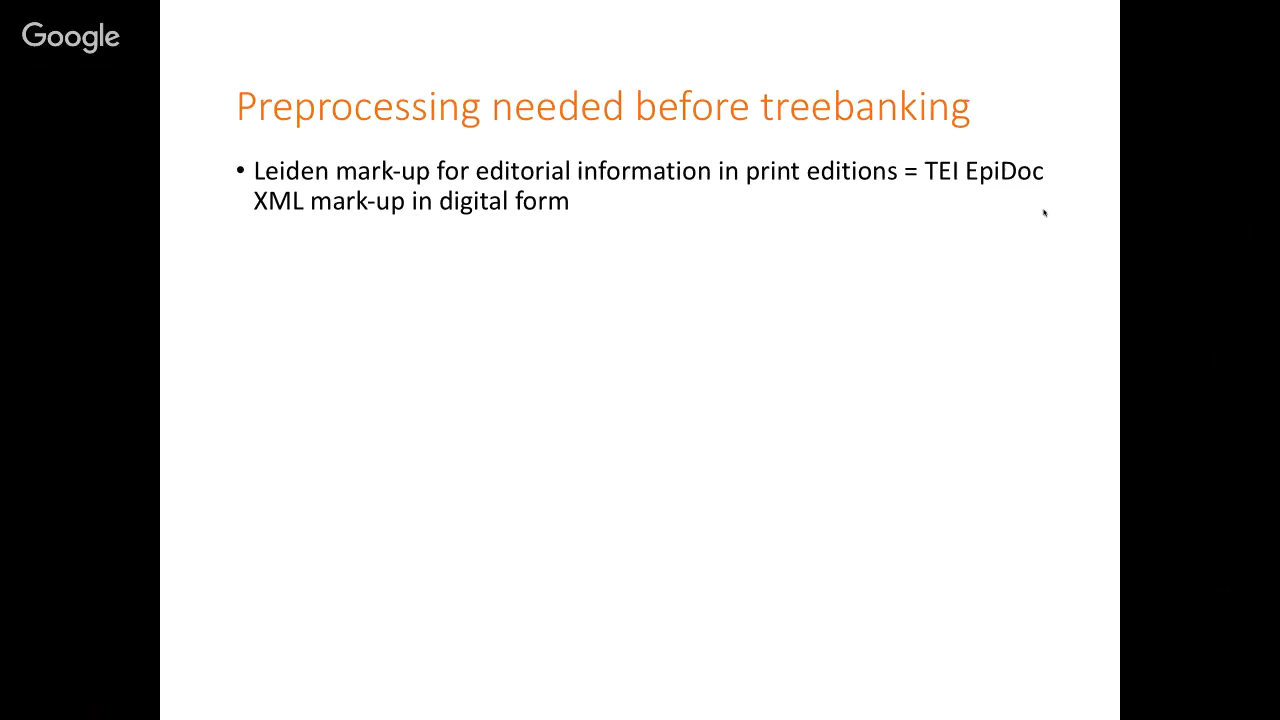 Google
Preprocessing needed before treebanking
• Leiden mark-up for editorial information in print editions = TEI EpiDoc
XML mark-up in digital form